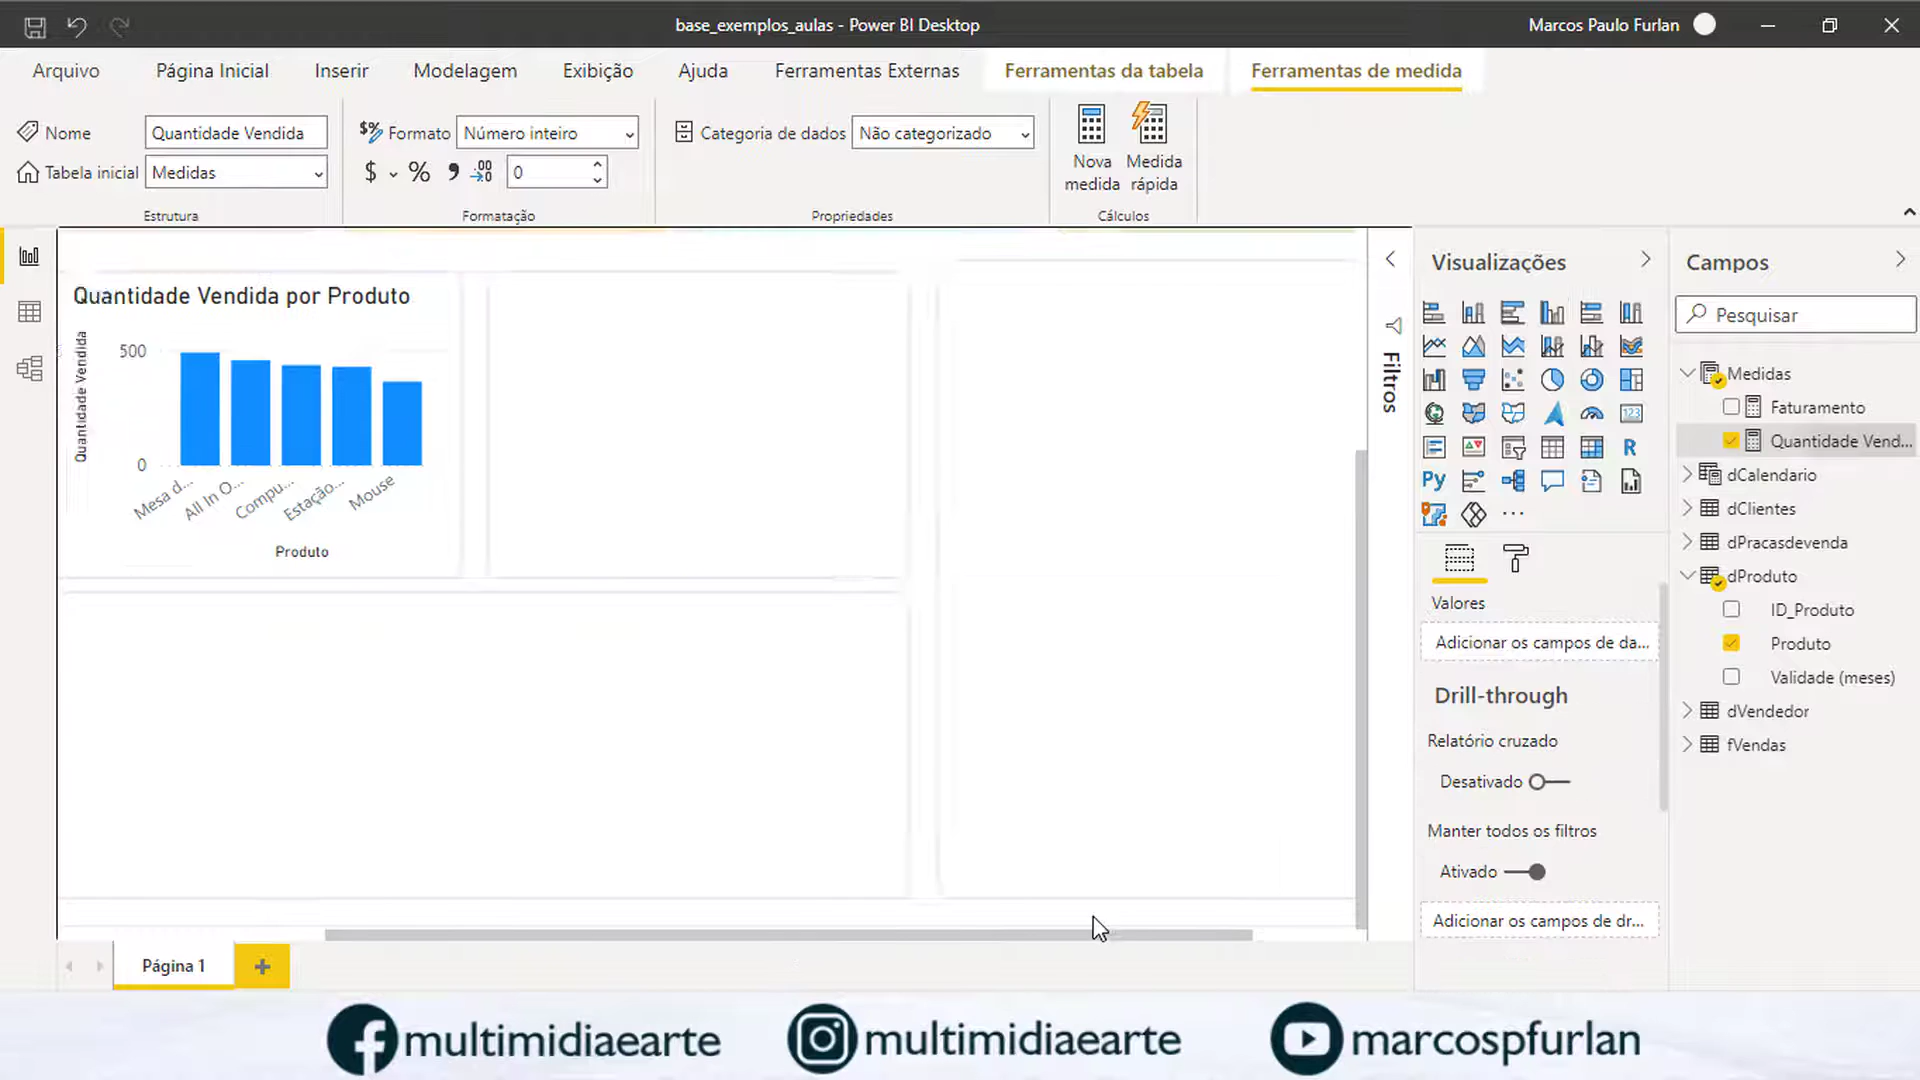 base_exemplos_aulas - Power BI Desktop
Marcos Paulo Furlan
Arquivo
Página Inicial
Inserir
Modelagem
Exibição
Ajuda
Ferramentas Externas
Ferramentas da tabela
Ferramentas de medida
Nome
Quantidade Vendida
Tabela inicial
Medidas
Estrutura
Formato
Número inteiro
$
%
0
Formatação
Categoria de dados
Não categorizado
Propriedades
Nova
medida
Medida
rápida
Cálculos
Quantidade Vendida por Produto
Quantidade Vendida
500
0
Mesa d...
All In O...
Compu...
Estação...
Mouse
Produto
Filtros
Visualizações
123
R
Py
...
Valores
Adicionar os campos de da...
Drill-through
Relatório cruzado
Desativado
Manter todos os filtros
Ativado
Adicionar os campos de dr...
Campos
Pesquisar
Medidas
Faturamento
Quantidade Vend...
dCalendario
dClientes
dPracasdevenda
dProduto
ID_Produto
Produto
Validade (meses)
dVendedor
fVendas
Página 1
multimidiaearte
multimidiaearte
marcospfurlan